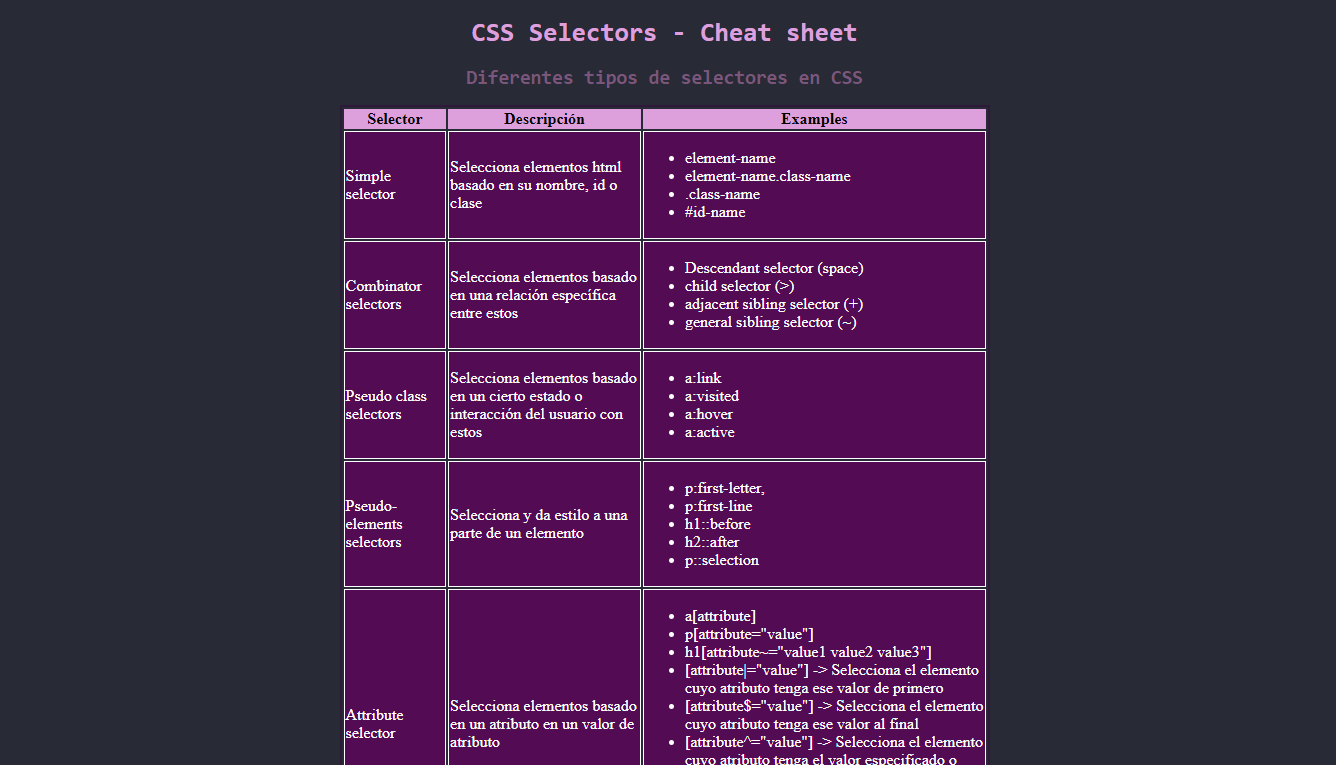 CSS Selectors - Cheat sheet
Diferentes tipos de selectores en CSS
Selector
Descripción
Examples
Simple
selector
Selecciona elementos html
basado en su nombre, id o
clase
element-name
element-name.class-name
.class-name
#id-name
Combinator
selectors
Selecciona elementos basado
en una relación específica
entre estos
Descendant selector (space)
child selector (>)
adjacent sibling selector (+)
general sibling selector (~)
Pseudo class
selectors
Selecciona elementos basado
en un cierto estado o
interacción del usuario con
estos
a:link
a:visited
a:hover
a:active
Pseudo-
elements
selectors
Selecciona y da estilo a una
parte de un elemento
p:first-letter,
p:first-line
h1::before
h2::after
p::selection
Attribute
selector
Selecciona elementos basado
en un atributo en un valor de
atributo
a[attribute]
p[attribute="value"]
h1[attribute~="value1 value2 value3"]
[attribute|="value"] -> Selecciona el elemento
cuyo atributo tenga ese valor de primero
[attribute$="value"] -> Selecciona el elemento
cuyo atributo tenga ese valor al final
[attribute^="value"] -> Selecciona el elemento
cuyo atributo tenga el valor especificado o